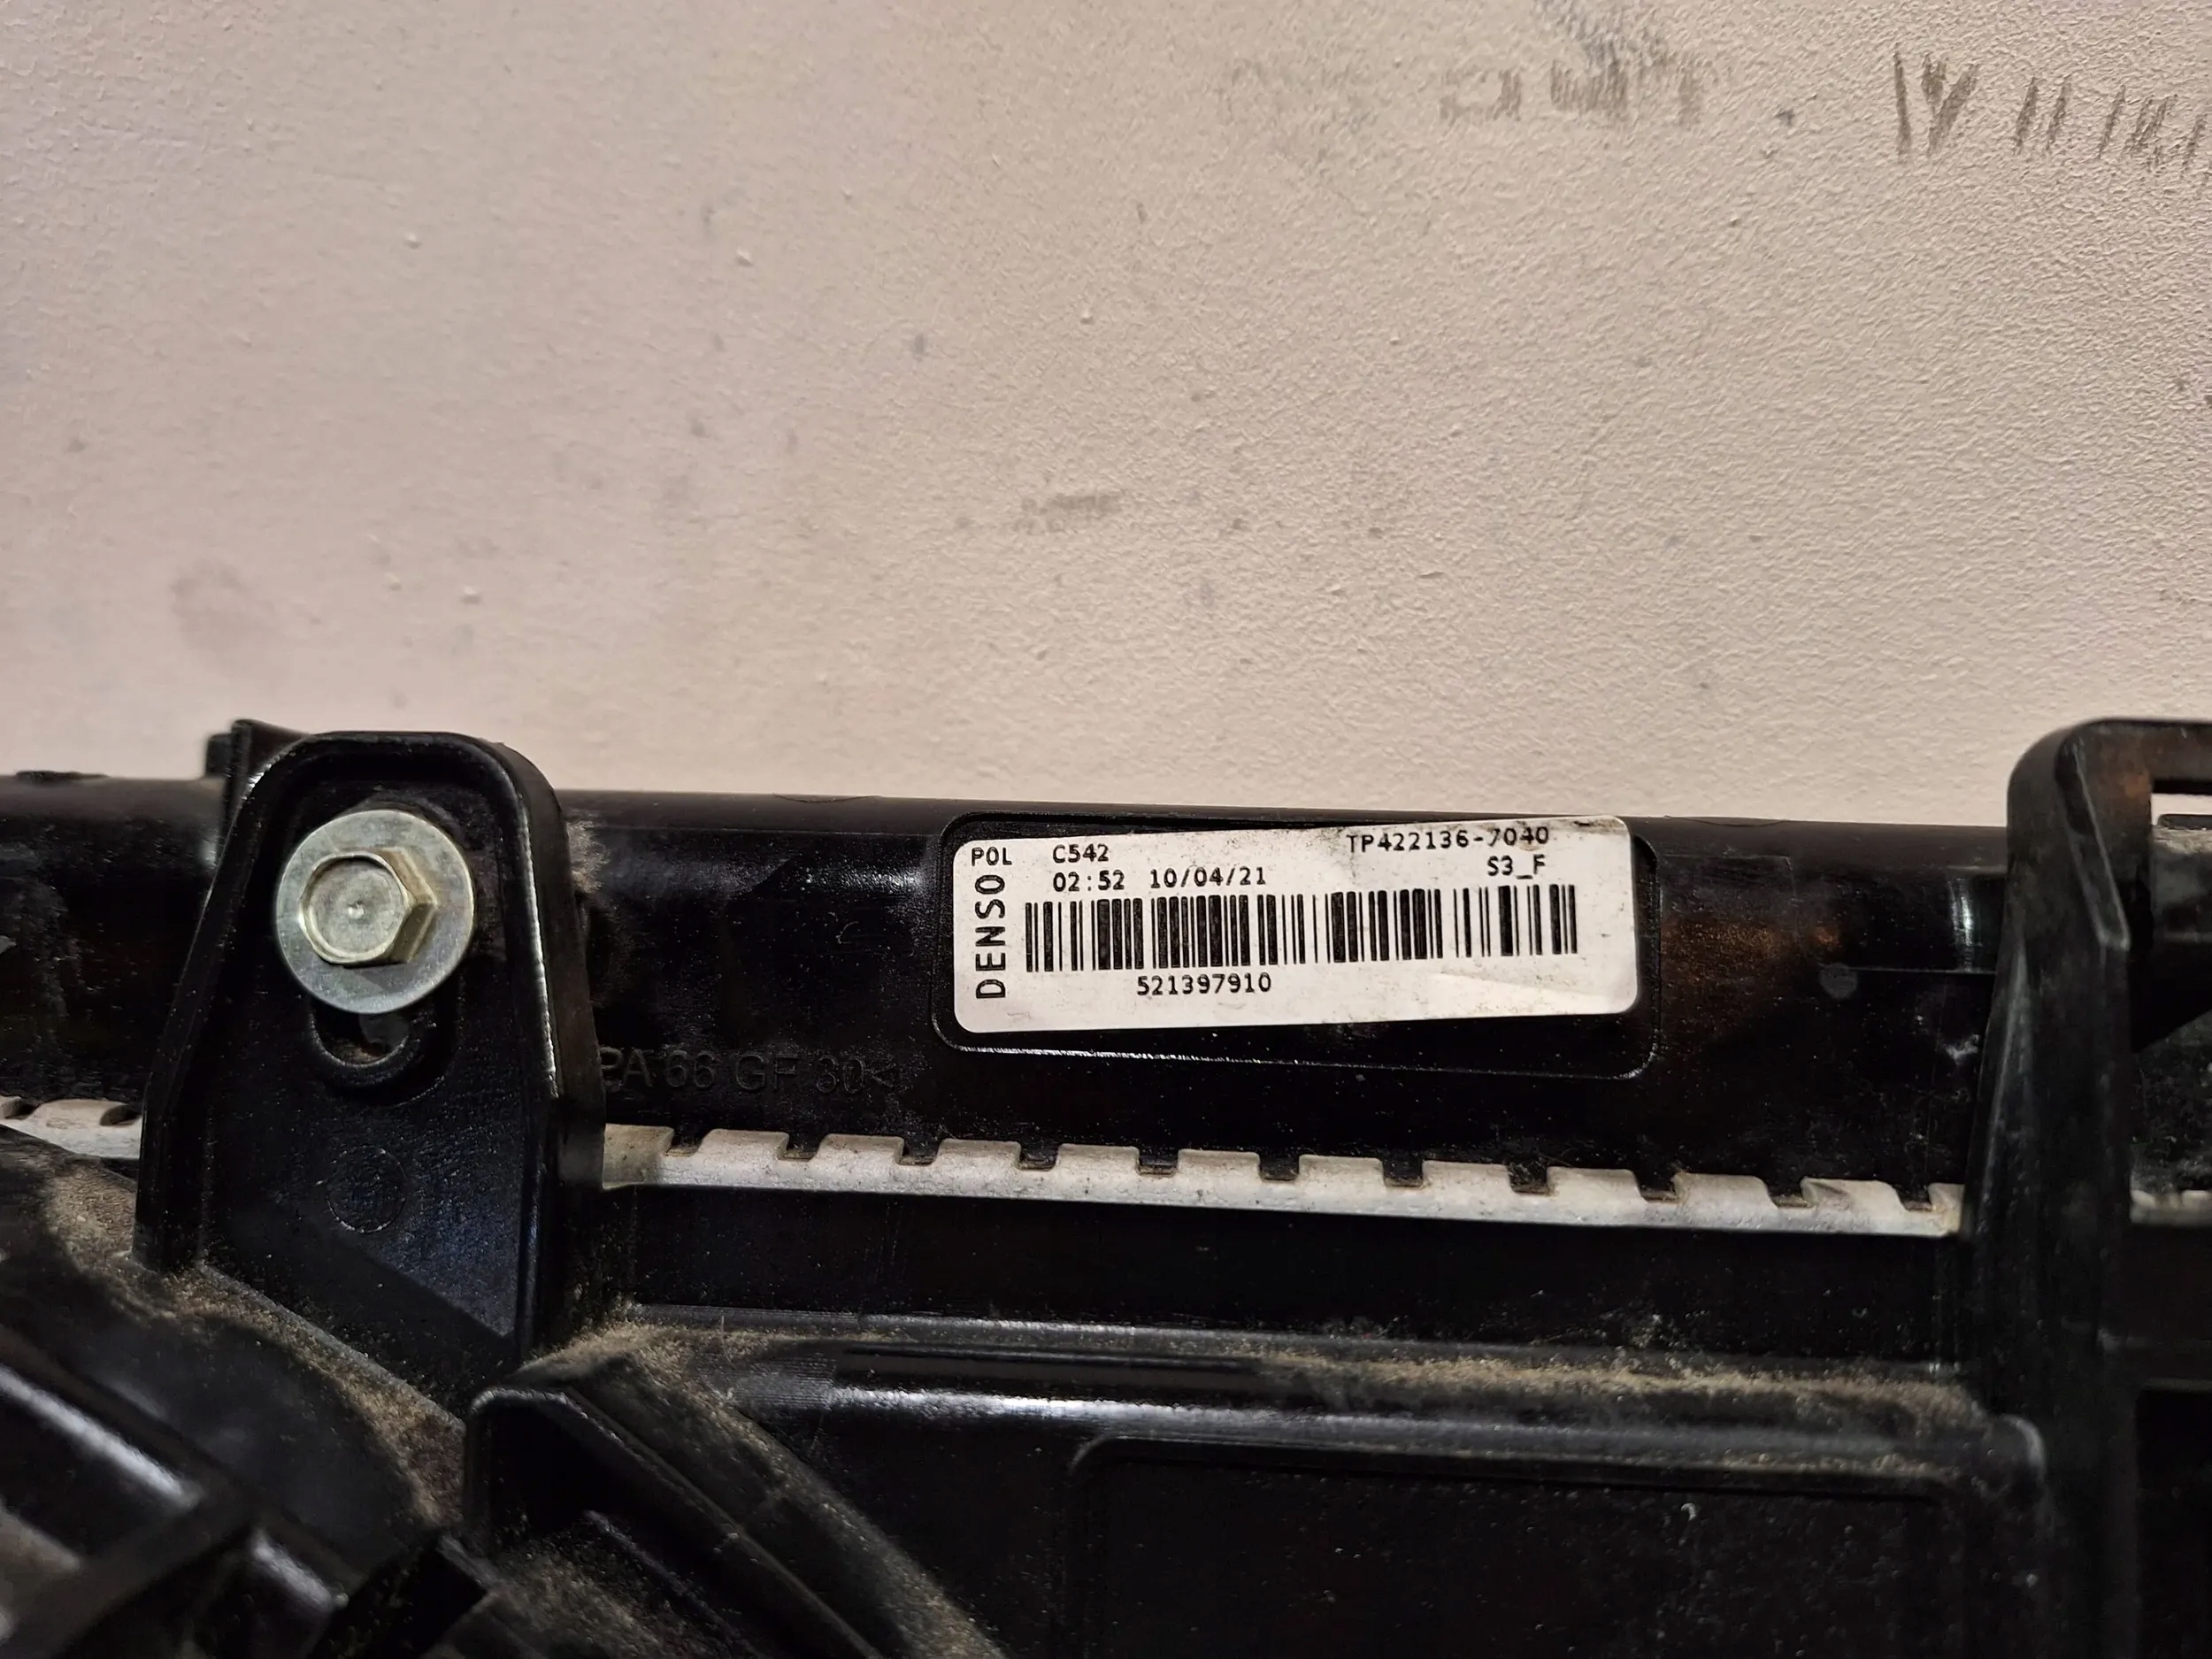 POL C542 TP422136-7040
02:52 10/04/21 S3_F
DENSO
521397910
PA 66 GF 30<